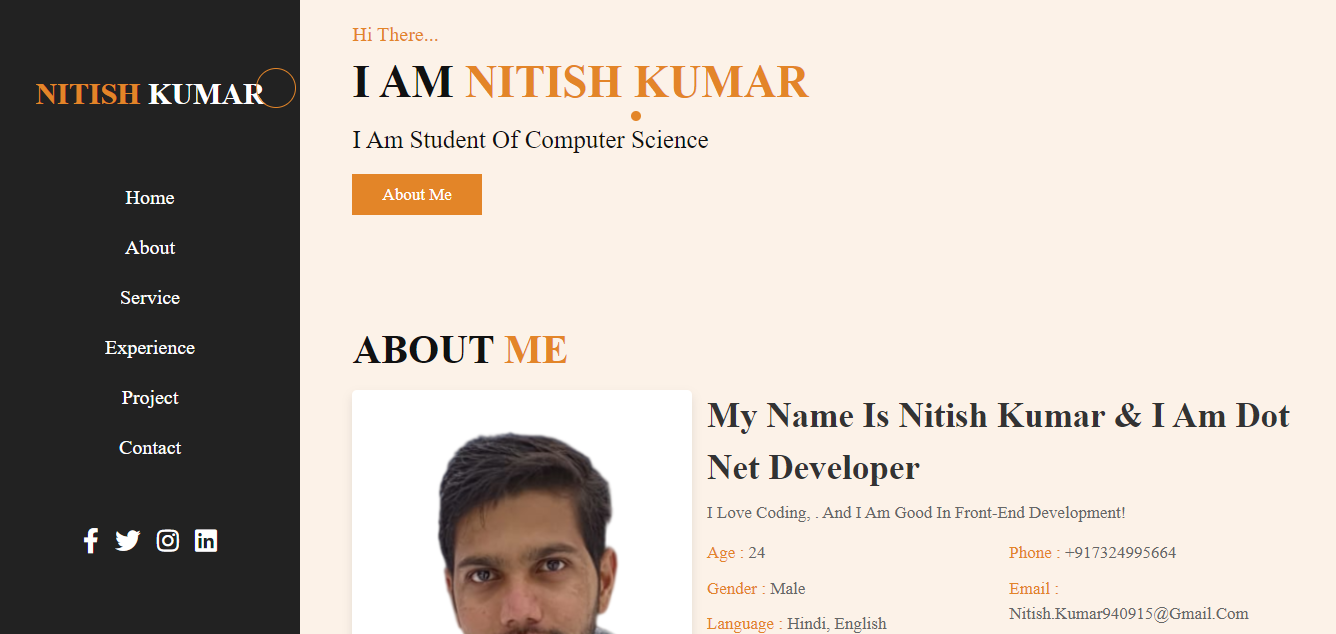 NITISH KUMAR
Home
About
Service
Experience
Project
Contact
Hi There...
I AM NITISH KUMAR
I Am Student Of Computer Science
About Me
ABOUT ME
My Name Is Nitish Kumar & I Am Dot
Net Developer
I Love Coding, . And I Am Good In Front-End Development!
Age : 24
Gender : Male
Language : Hindi, English
Phone : +917324995664
Email :
Nitish.Kumar940915@Gmail.Com